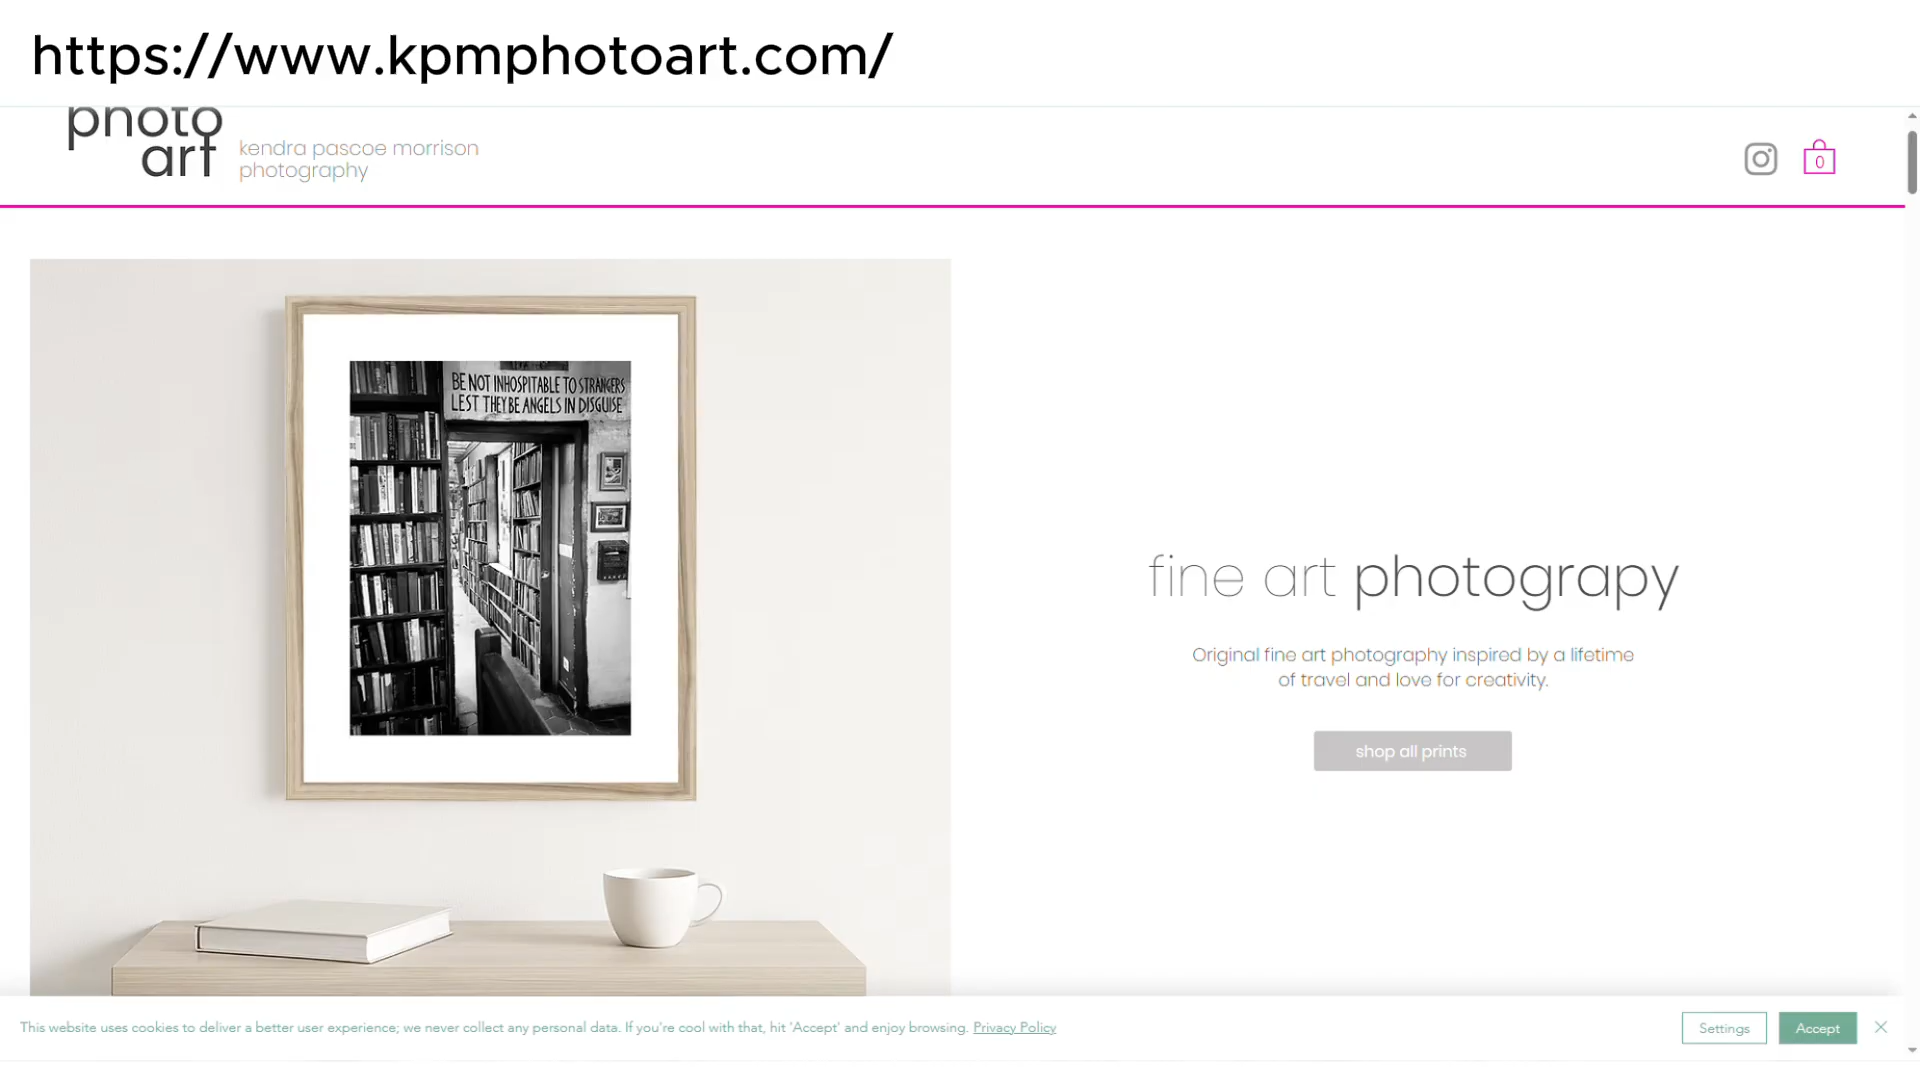 https://www.kpmphotoart.com/
photo
art
kendra pascoe morrison
photography
0
BE NOT INHOSPITABLE TO STRANGERS
LEST THEY BE ANGELS IN DISGUISE
fine art photograpy
Original fine art photography inspired by a lifetime
of travel and love for creativity.
shop all prints
This website uses cookies to deliver a better user experience; we never collect any personal data. If you're cool with that, hit 'Accept' and enjoy browsing. Privacy Policy
Settings
Accept